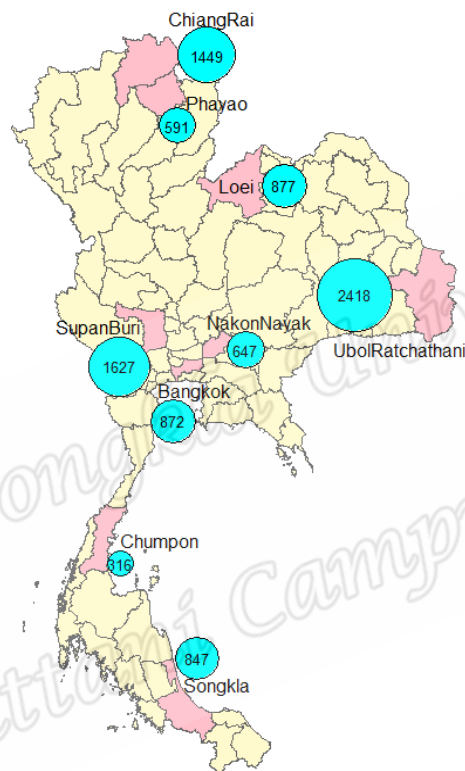 ChiangRai
1449
Phayao
591
Loei
877
2418
SupanBuri
NakonNayak
1627
647
UbolRatchathani
Bangkok
872
Chumpon
316
847
Songkla